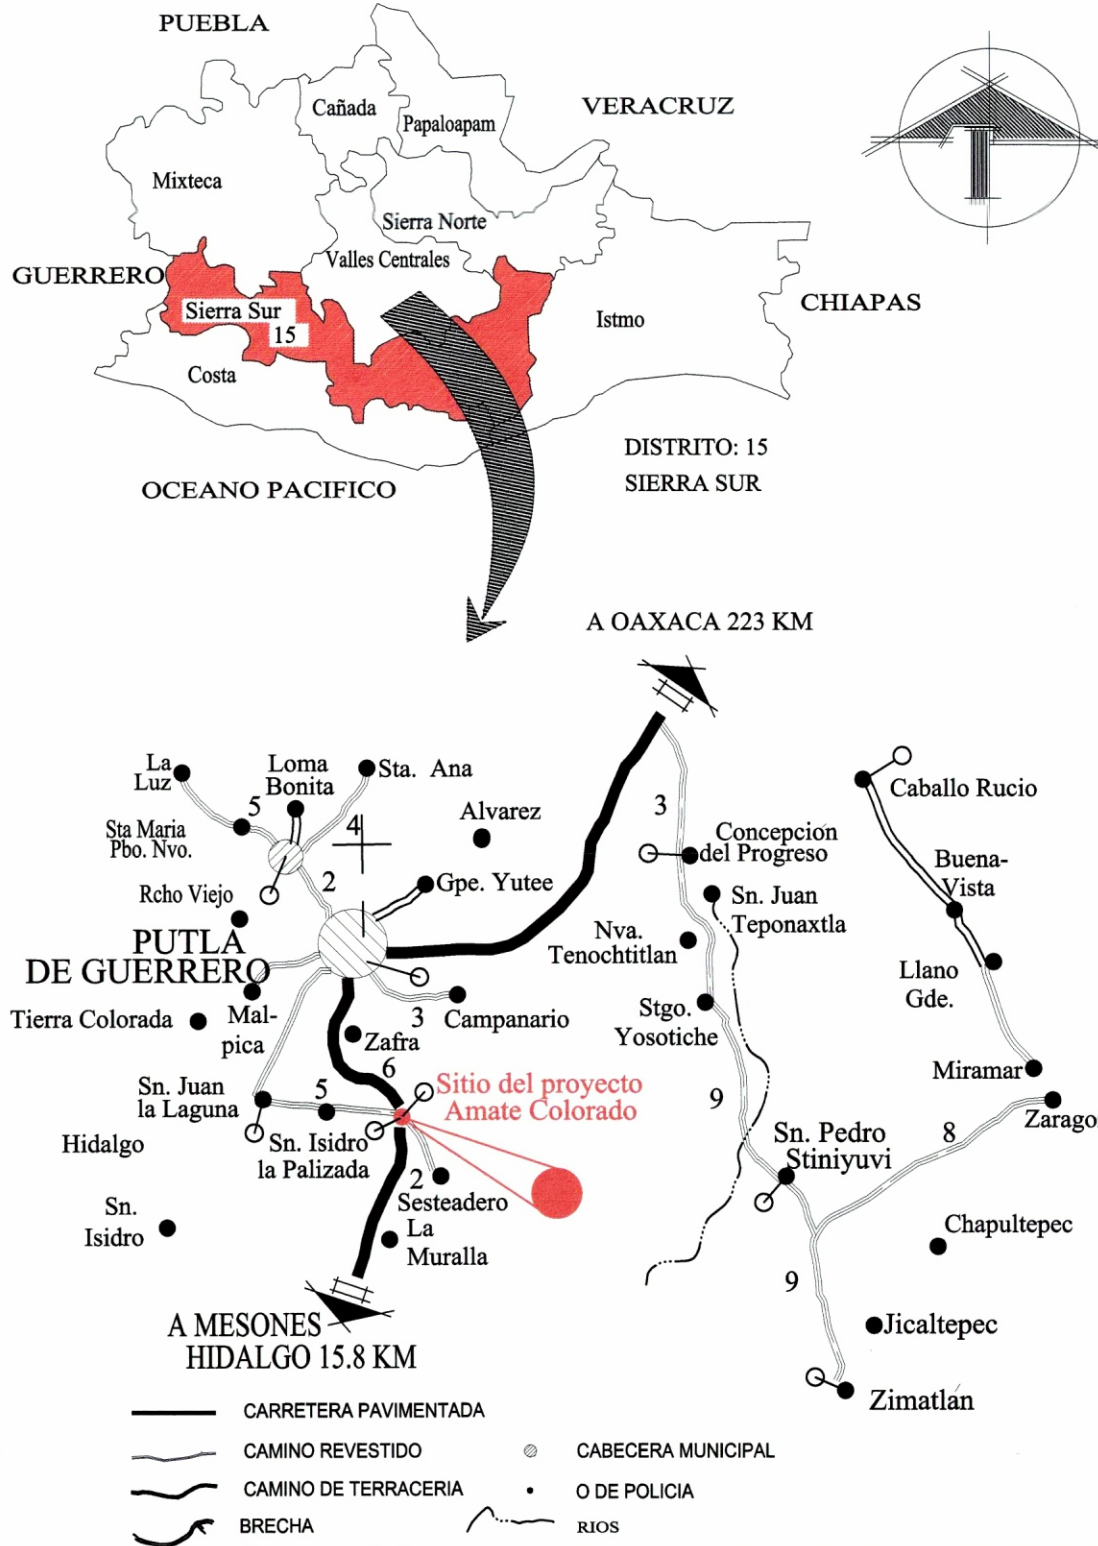 PUEBLA
Cañada
VERACRUZ
Papaloapam
Mixteca
Sierra Norte
Valles Centrales
GUERRERO
CHIAPAS
Sierra Sur
15
Istmo
Costa
DISTRITO: 15
SIERRA SUR
OCEANO PACIFICO
A OAXACA 223 KM
La
Luz
Loma
Bonita
Sta. Ana
5
4
Alvarez
Sta Maria
Pbo. Nvo.
2
Rcho Viejo
Gpe. Yutee
PUTLA
DE GUERRERO
Mal-
pica
Tierra Colorada
3
Campanario
Zafra
6
Sn. Juan
la Laguna
5
Sitio del proyecto
Amate Colorado
Hidalgo
Sn. Isidro
la Palizada
2
Sesteadero
Sn.
Isidro
La
Muralla
3
Concepción
del Progreso
Sn. Juan
Teponaxtla
Nva.
Tenochtitlan
Stgo.
Yosotiche
9
Sn. Pedro
Stiniyuvi
9
8
Caballo Rucio
Buena-
Vista
Llano
Gde.
Miramar
Zarago
Chapultepec
Jicaltepec
Zimatlán
A MESONES
HIDALGO 15.8 KM
CARRETERA PAVIMENTADA
CAMINO REVESTIDO
CABECERA MUNICIPAL
CAMINO DE TERRACERIA
O DE POLICIA
BRECHA
RIOS